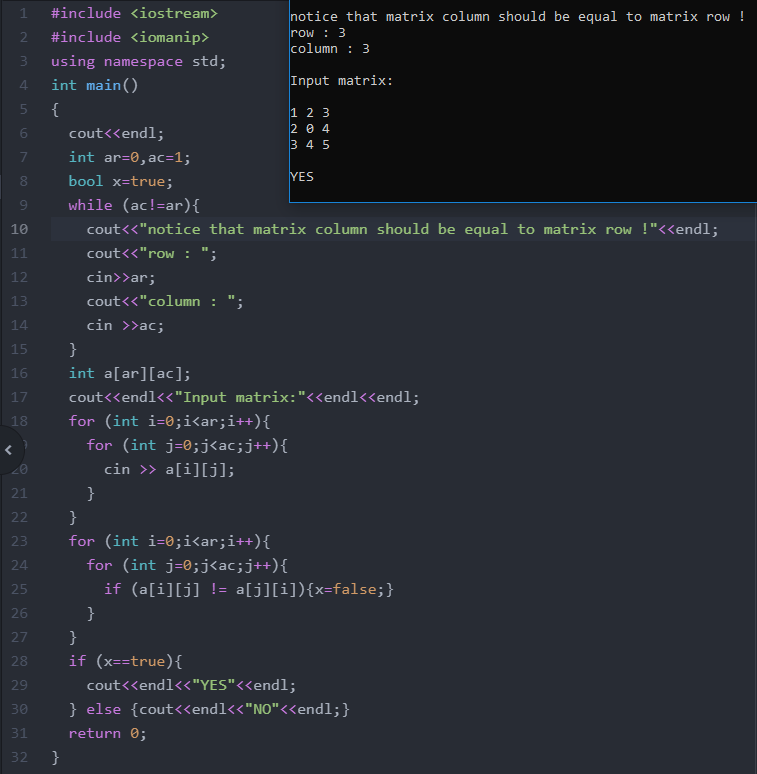 1 #include <iostream>
2 #include <iomanip>
3 using namespace std;
4 int main()
5 {
6 cout<<endl;
7 int ar=0,ac=1;
8 bool x=true;
9 while (ac!=ar){
10 cout<<"notice that matrix column should be equal to matrix row !"<<endl;
11 cout<<"row : ";
12 cin>>ar;
13 cout<<"column : ";
14 cin >>ac;
15 }
16 int a[ar][ac];
17 cout<<endl<<"Input matrix:"<<endl<<endl;
18 for (int i=0;i<ar;i++){
for (int j=0;j<ac;j++){
20 cin >> a[i][j];
21 }
22 }
23 for (int i=0;i<ar;i++){
24 for (int j=0;j<ac;j++){
25 if (a[i][j] != a[j][i]){x=false;}
26 }
27 }
28 if (x==true){
29 cout<<endl<<"YES"<<endl;
30 } else {cout<<endl<<"NO"<<endl;}
31 return 0;
32 }
notice that matrix column should be equal to matrix row !
row : 3
column : 3
Input matrix:
1 2 3
2 0 4
3 4 5
YES